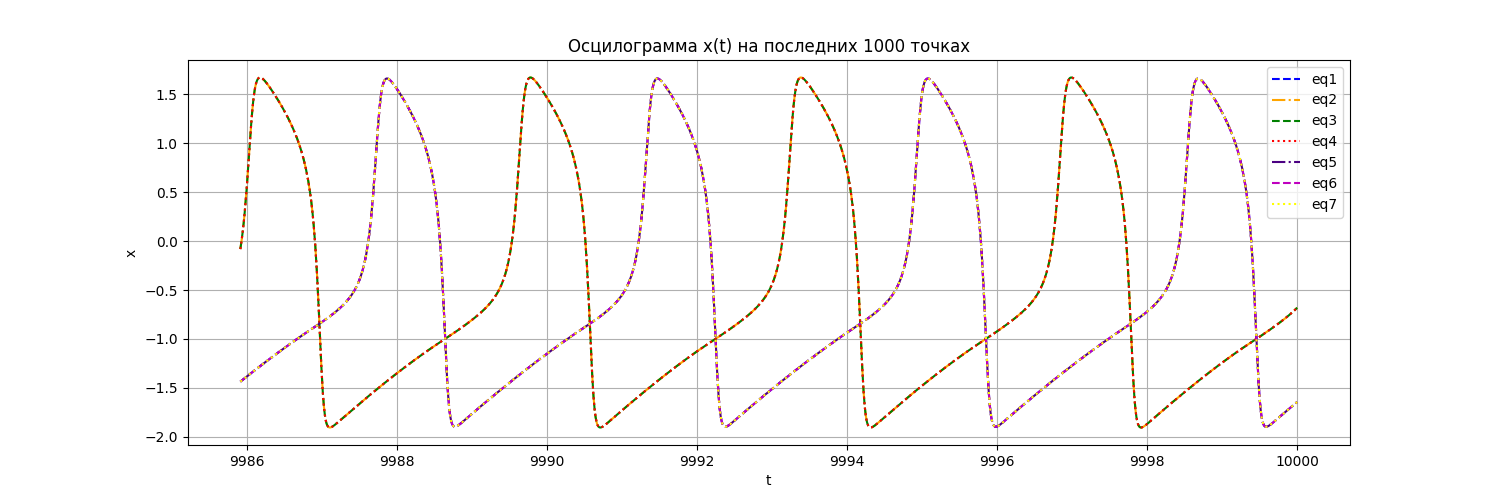 Осцилограмма x(t) на последних 1000 точках
1.5
1.0
0.5
0.0
−0.5
−1.0
−1.5
−2.0
x
9986
9988
9990
9992
9994
9996
9998
10000
t
eq1
eq2
eq3
eq4
eq5
eq6
eq7